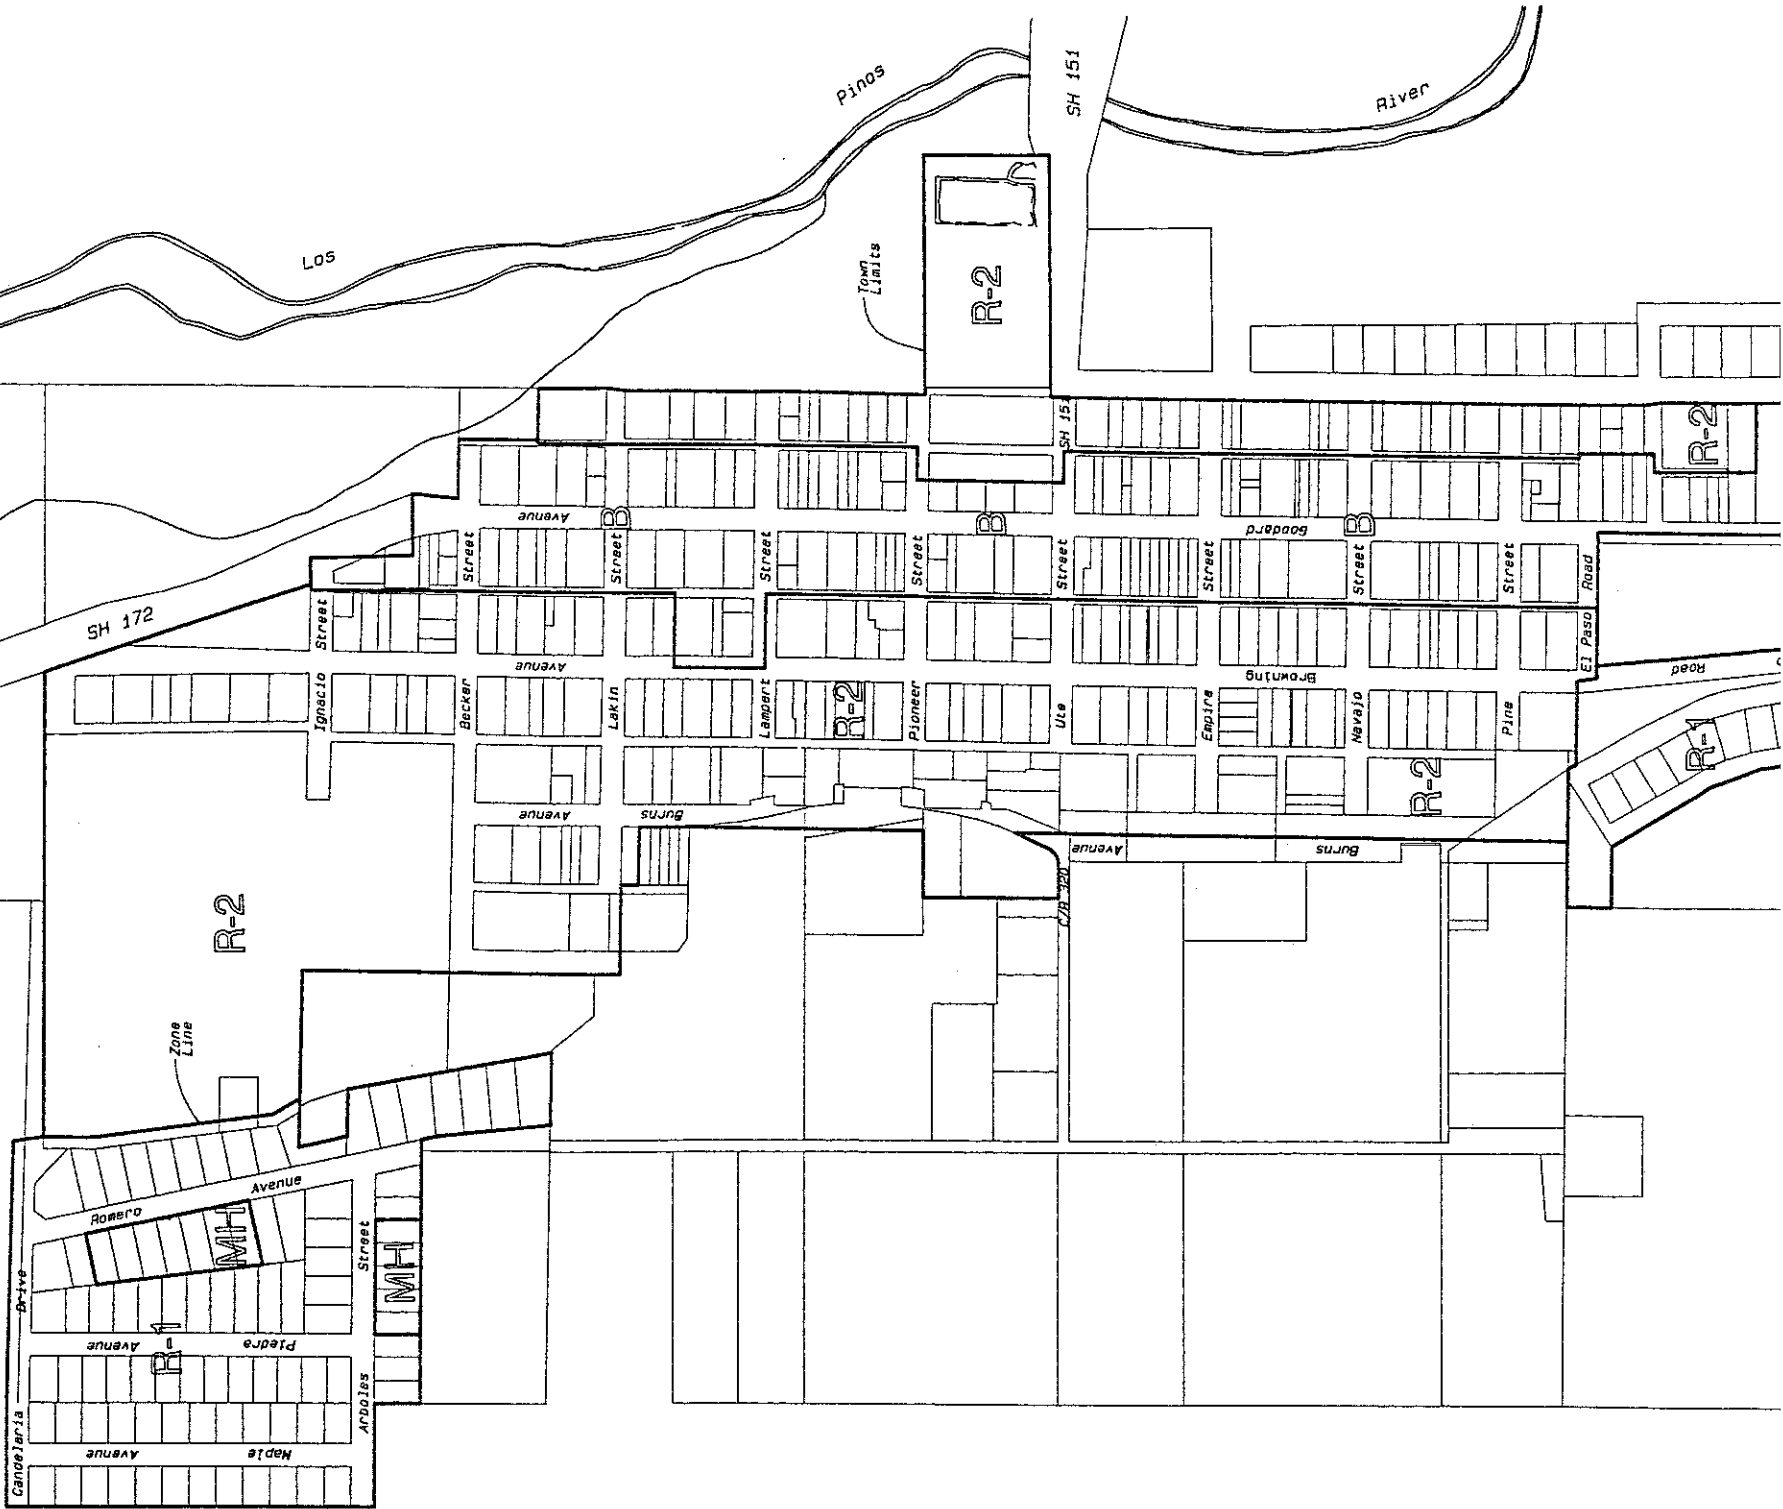 Pinos
SH 151
River
Los
Town
Limits
R-2
SH 151
R-2
Avenue
B
B
Goddard
B
Street
Street
Street
Street
Street
Street
Street
Street
Road
SH 172
Street
Avenue
Browning
El Paso
Road
Ignacio
Becker
Lakin
Lampert
R-2
Pioneer
Ute
Empire
Navajo
Pine
R-1
R-2
Avenue
Burns
Avenue
Burns
C/R 320
R-2
Zone
Line
Romero
Avenue
MH
Street
MH
Drive
Avenue
Piedra
R-1
Candelaria
Arboles
Avenue
Maple